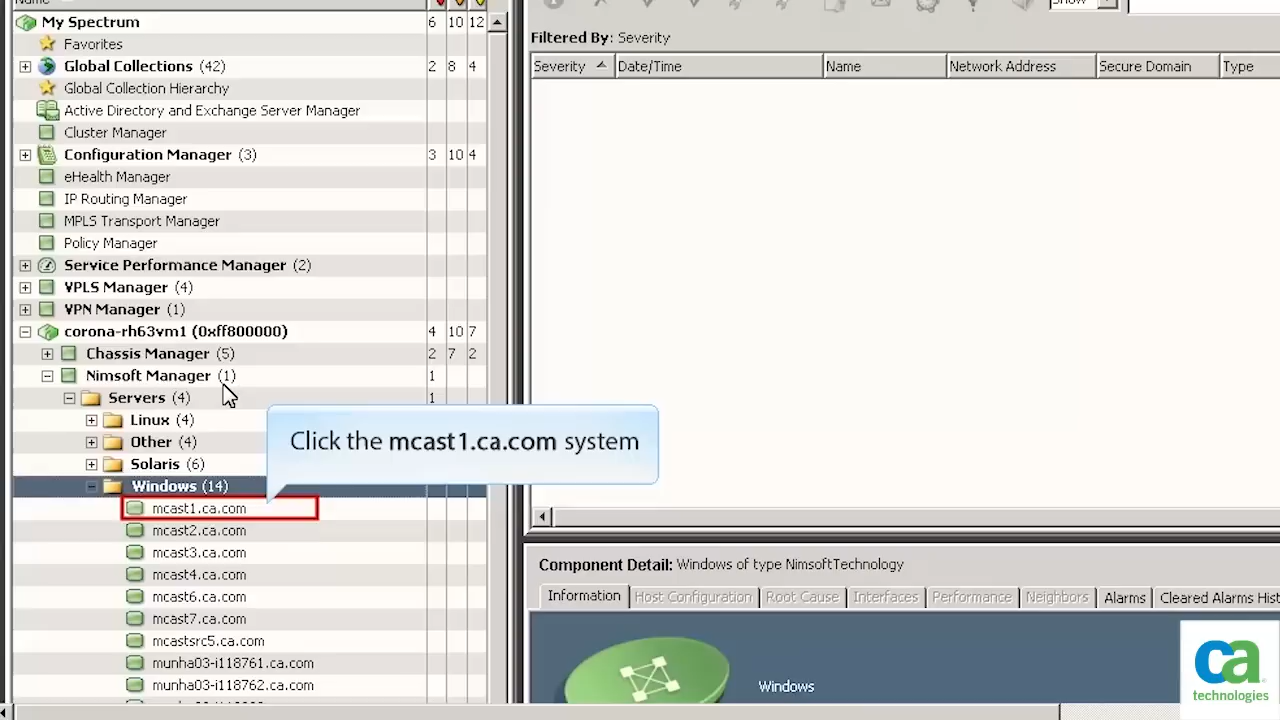 Name
My Spectrum 6 10 12
Favorites
Global Collections (42) 2 8 4
Global Collection Hierarchy
Active Directory and Exchange Server Manager
Cluster Manager
Configuration Manager (3) 3 10 4
eHealth Manager
IP Routing Manager
MPLS Transport Manager
Policy Manager
Service Performance Manager (2)
VPLS Manager (4)
VPN Manager (1)
corona-rh63vm1 (0xff800000) 4 10 7
Chassis Manager (5) 2 7 2
Nimsoft Manager (1) 1
Servers (4) 1
Linux (4)
Other (4)
Solaris (6)
Windows (14)
mcast1.ca.com
mcast2.ca.com
mcast3.ca.com
mcast4.ca.com
mcast6.ca.com
mcast7.ca.com
mcastsrc5.ca.com
munha03-i118761.ca.com
munha03-i118762.ca.com
Click the mcast1.ca.com system
Show
Filtered By: Severity
Severity Date/Time Name Network Address Secure Domain Type
Component Detail: Windows of type NimsoftTechnology
Information Host Configuration Root Cause Interfaces Performance Neighbors Alarms Cleared Alarms Hist
Windows
ca
technologies